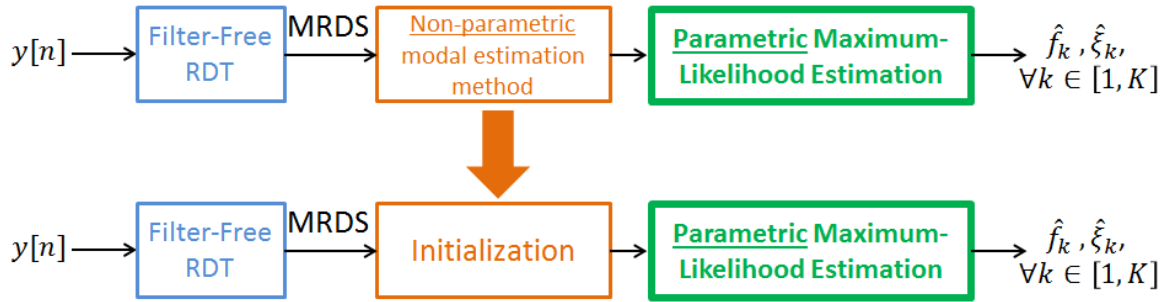 y[n]
Filter-Free
RDT
MRDS
Non-parametric
modal estimation
method
Parametric Maximum-
Likelihood Estimation
f̂ₖ , ξ̂ₖ,
∀k ∈ [1, K]
y[n]
Filter-Free
RDT
MRDS
Initialization
Parametric Maximum-
Likelihood Estimation
f̂ₖ , ξ̂ₖ,
∀k ∈ [1, K]